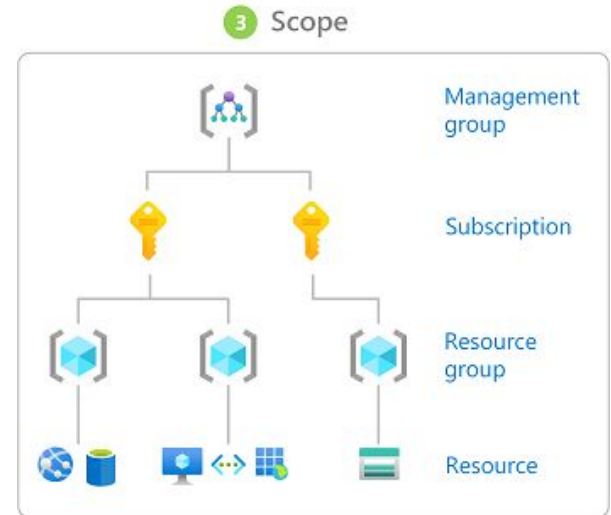 3 Scope
Management
group
Subscription
Resource
group
Resource